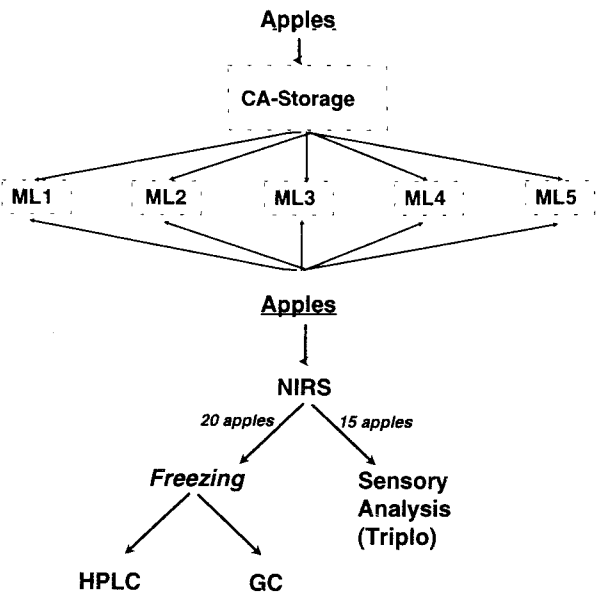 Apples
CA-Storage
ML1 ML2 ML3 ML4 ML5
Apples
NIRS
20 apples 15 apples
Freezing
Sensory
Analysis
(Triplo)
HPLC GC